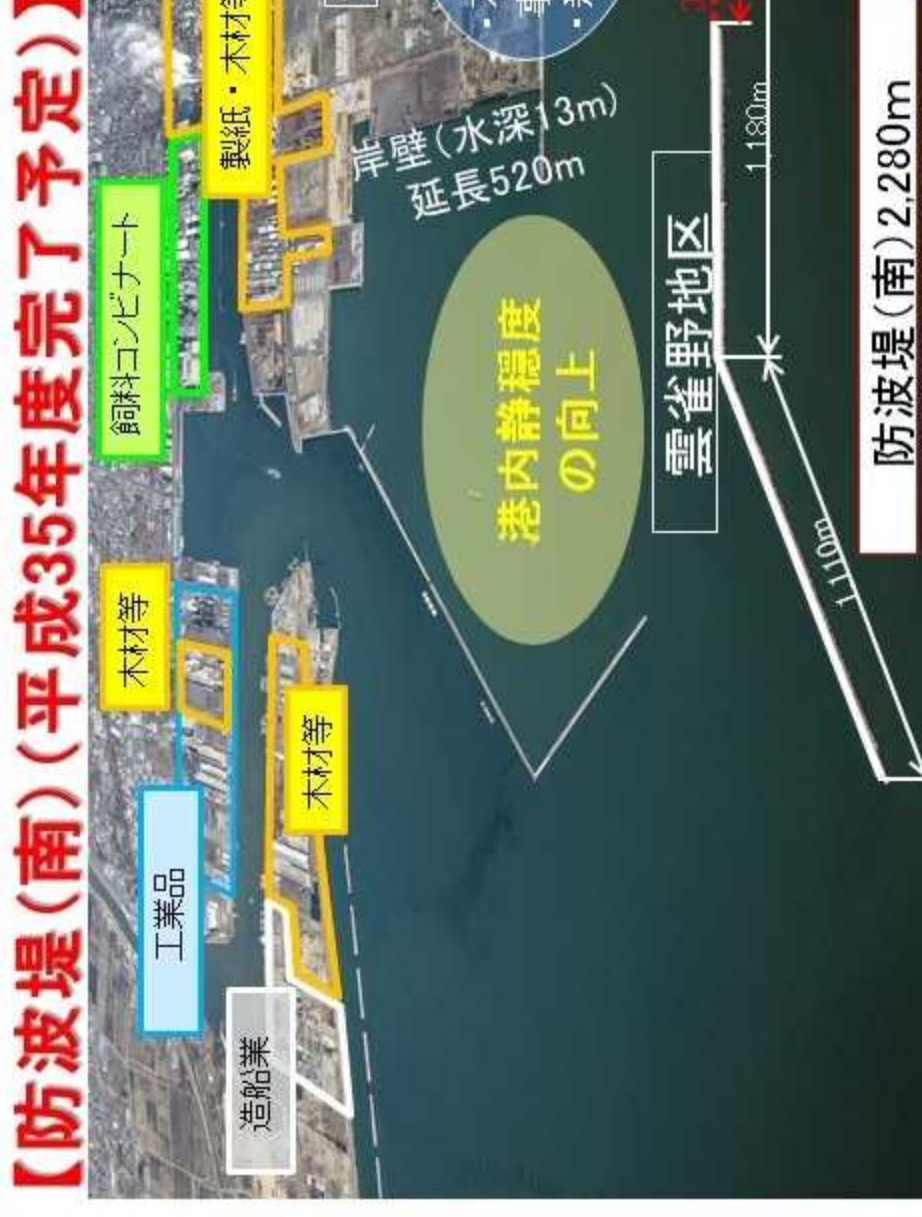 【防波堤(南)(平成35年度完了予定)】
飼料コンビナート
製紙・木材等
木材等
工業品
木材等
造船業
岸壁(水深13m)
延長520m
港内静穏度
の向上
雲雀野地区
1,180m
1,110m
防波堤(南)2,280m